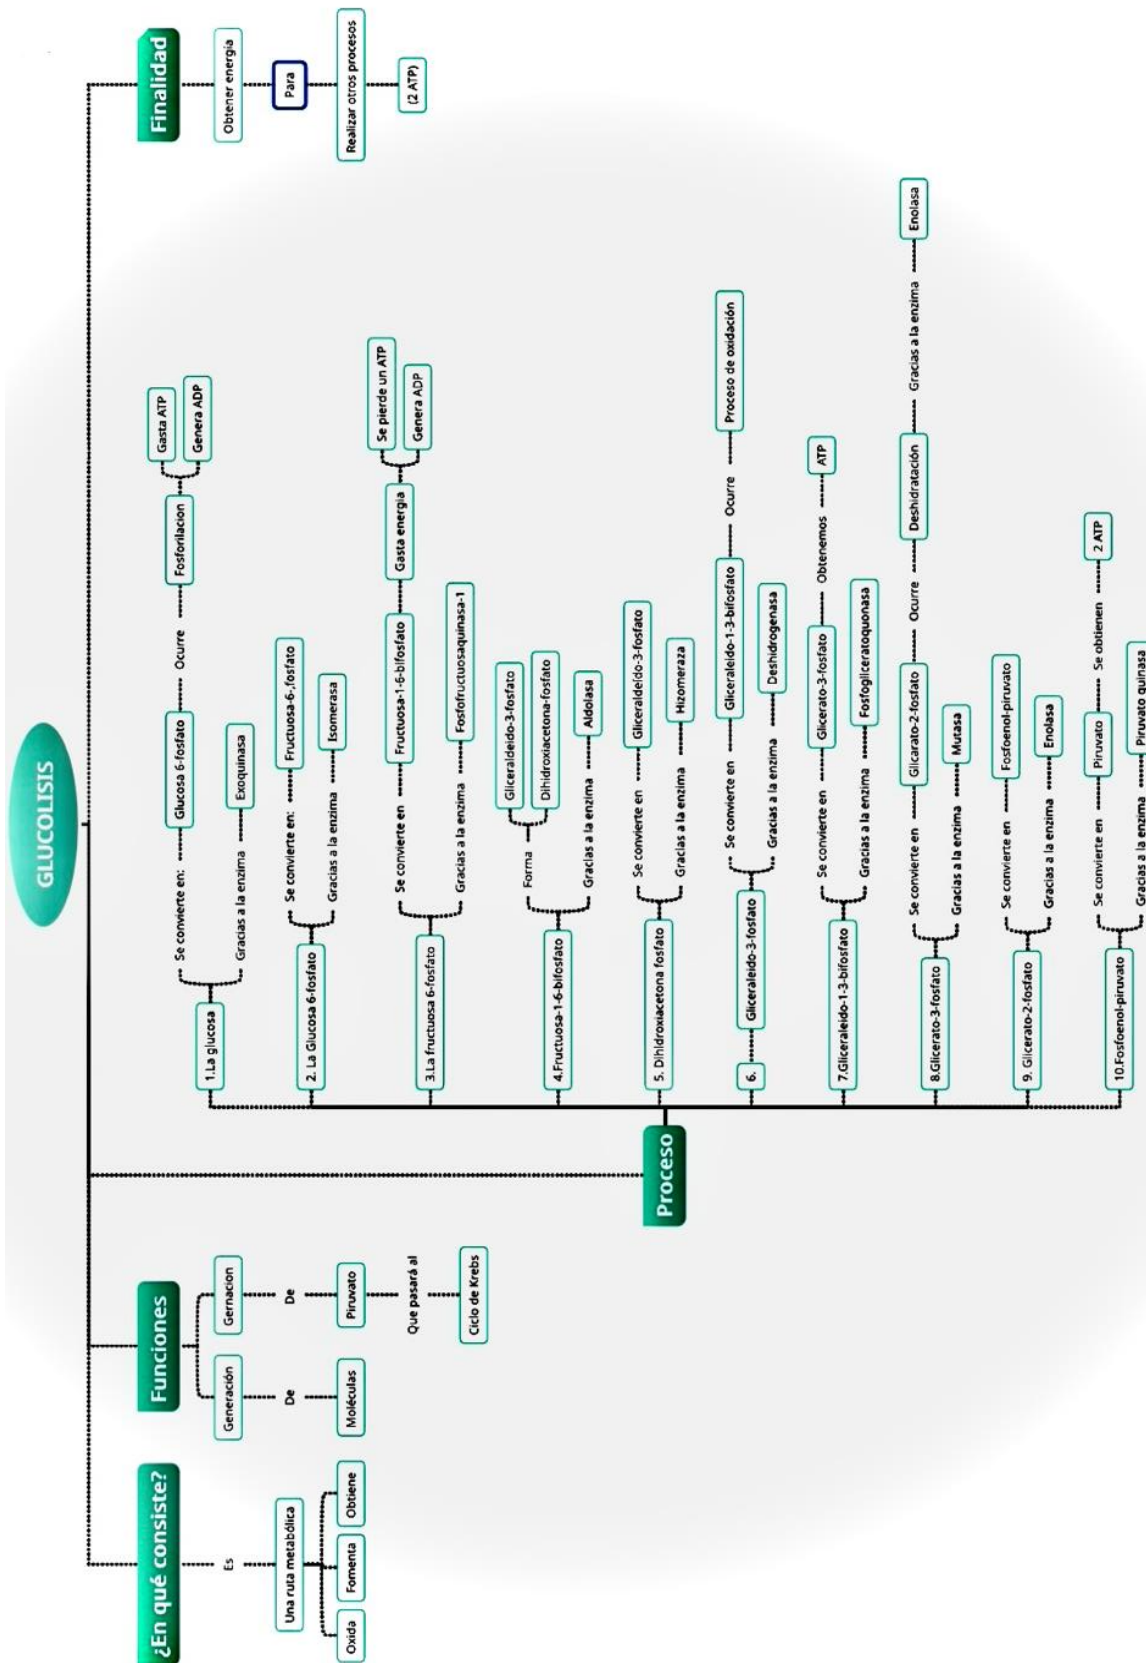 GLUCOLISIS
¿En qué consiste?
Es
Una ruta metabólica
Oxida
Fomenta
Obtiene
Funciones
Generación
De
Moléculas
Gernacion
De
Piruvato
Que pasará al
Ciclo de Krebs
Proceso
1.La glucosa
Se convierte en:
Glucosa 6-fosfato
Ocurre
Fosforilacion
Gasta ATP
Genera ADP
Gracias a la enzima
Exoquinasa
2. La Glucosa 6-fosfato
Se convierte en:
Fructuosa-6-,fosfato
Gracias a la enzima
Isomerasa
3.La fructuosa 6-fosfato
Se convierte en
Fructuosa-1-6-bifosfato
Gasta energia
Se pierde un ATP
Genera ADP
Gracias a la enzima
Fosfofructuosaquinasa-1
4.Fructuosa-1-6-bifosfato
Forma
Gliceraldeido-3-fosfato
Dihidroxiacetona-fosfato
Gracias a la enzima
Aldolasa
5. Dihidroxiacetona fosfato
Se convierte en
Gliceraldeído-3-fosfato
Gracias a la enzima
Hizomeraza
6.
Gliceraleido-3-fosfato
Se convierte en
Gliceraleido-1-3-bifosfato
Ocurre
Proceso de oxidación
Gracias a la enzima
Deshidrogenasa
7.Gliceraleido-1-3-bifosfato
Se convierte en
Glicerato-3-fosfato
Obtenemos
ATP
Gracias a la enzima
Fosfogliceratoquonasa
8.Glicerato-3-fosfato
Se convierte en
Glicarato-2-fosfato
Ocurre
Deshidratación
Gracias a la enzima
Enolasa
Gracias a la enzima
Mutasa
9. Glicerato-2-fosfato
Se convierte en
Fosfoenol-piruvato
Gracias a la enzima
Enolasa
10.Fosfoenol-piruvato
Se convierte en
Piruvato
Se obtienen
2 ATP
Gracias a la enzima
Piruvato quinasa
Finalidad
Obtener energia
Para
Realizar otros procesos
(2 ATP)